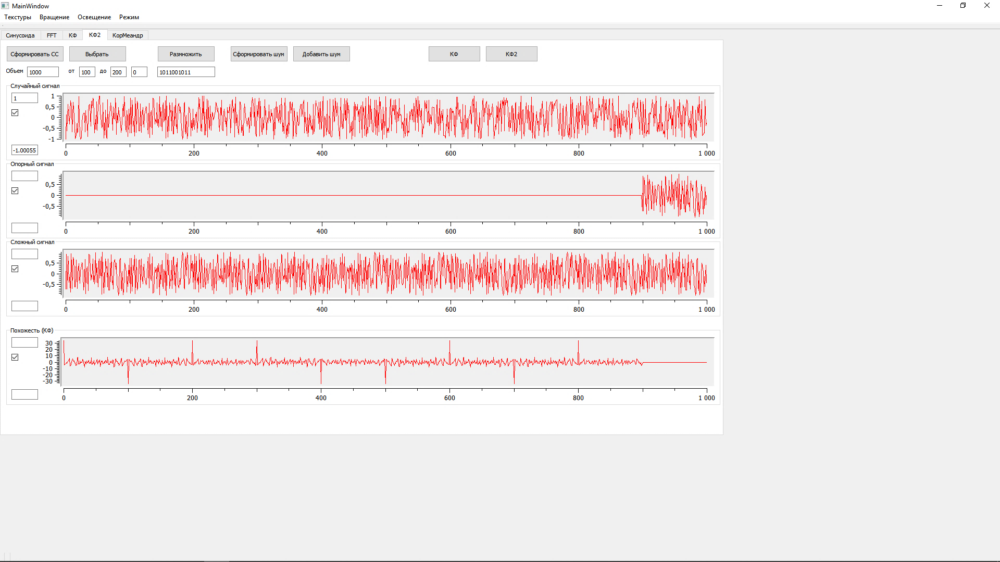 MainWindow
Текстуры Вращение Освещение Режим
Синусоида FFT КФ КФ2 КорМеандр
Сформировать СС Выбрать Размножить Сформировать шум Добавить шум КФ КФ2
Объем 1000 от 100 до 200 0 1011001011
Случайный сигнал
1
-1.00055
1
0,5
0
-0,5
-1
0 200 400 600 800 1 000
Опорный сигнал
0,5
0
-0,5
0 200 400 600 800 1 000
Сложный сигнал
0,5
0
-0,5
0 200 400 600 800 1 000
Похожесть (КФ)
30
20
10
0
-10
-20
-30
0 200 400 600 800 1 000